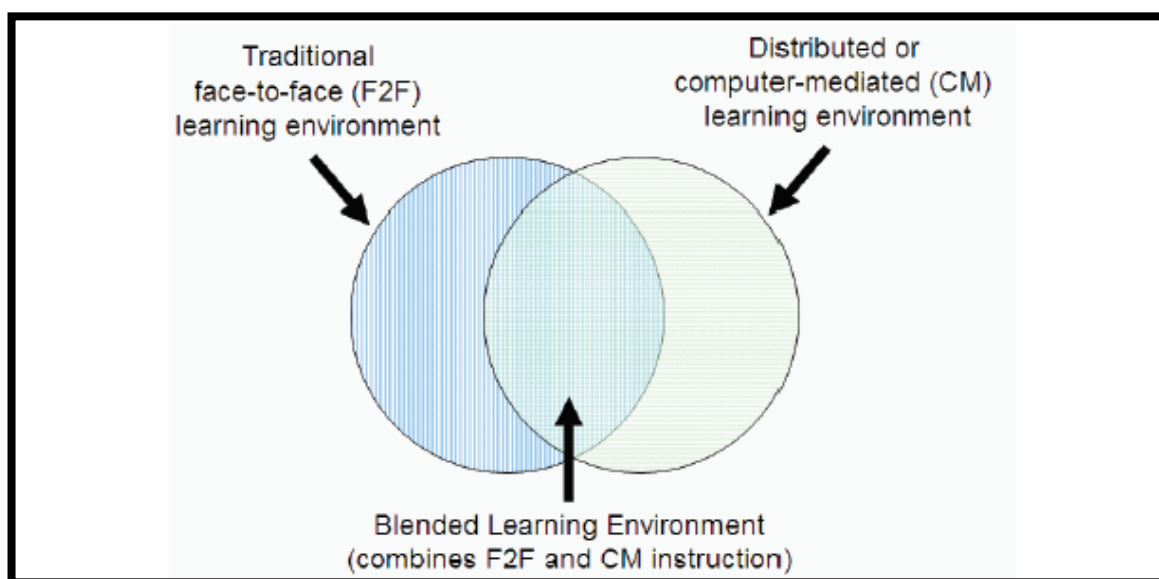 Traditional
face-to-face (F2F)
learning environment
Distributed or
computer-mediated (CM)
learning environment
Blended Learning Environment
(combines F2F and CM instruction)